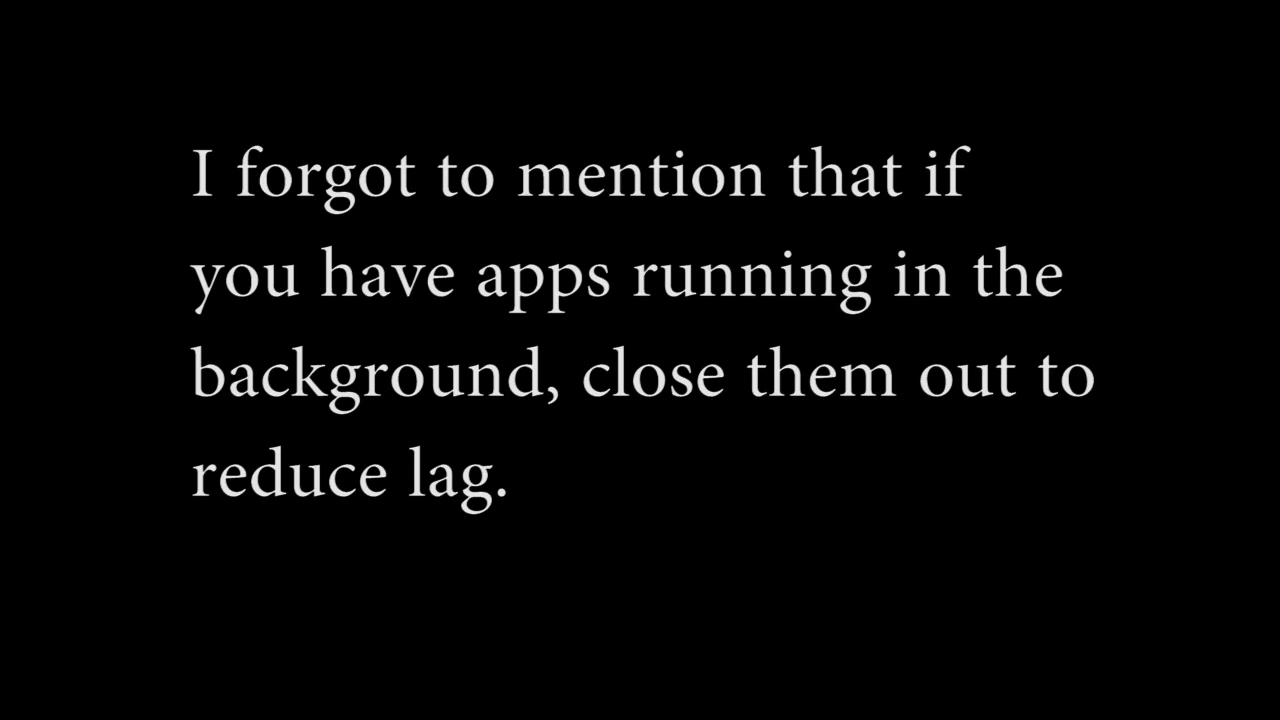 I forgot to mention that if
you have apps running in the
background, close them out to
reduce lag.